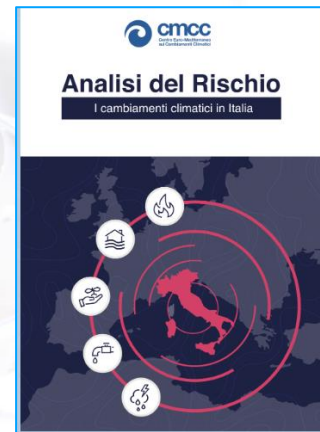 cmcc
Centro Euro-Mediterraneo
sui Cambiamenti Climatici
Analisi del Rischio
I cambiamenti climatici in Italia